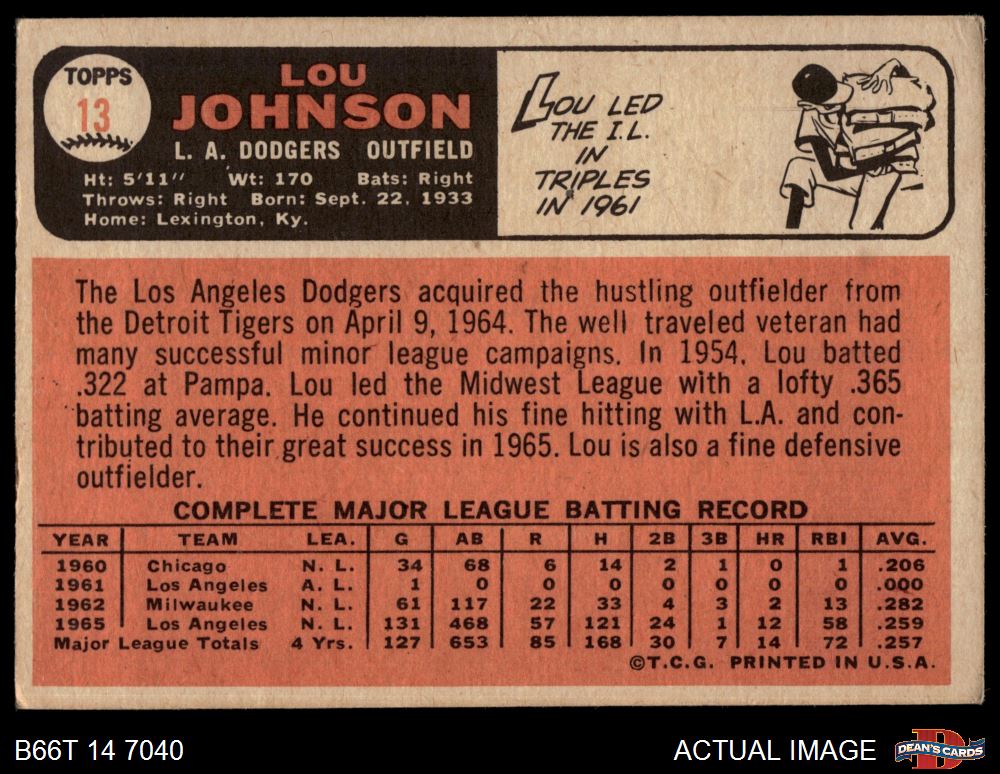 TOPPS
13
LOU
JOHNSON
L. A. DODGERS OUTFIELD
Ht: 5'11" Wt: 170 Bats: Right
Throws: Right Born: Sept. 22, 1933
Home: Lexington, Ky.
LOU LED
THE I.L.
IN
TRIPLES
IN 1961
The Los Angeles Dodgers acquired the hustling outfielder from
the Detroit Tigers on April 9, 1964. The well traveled veteran had
many successful minor league campaigns. In 1954, Lou batted
.322 at Pampa. Lou led the Midwest League with a lofty .365
batting average. He continued his fine hitting with L.A. and con-
tributed to their great success in 1965. Lou is also a fine defensive
outfielder.
COMPLETE MAJOR LEAGUE BATTING RECORD
YEAR TEAM LEA. G AB R H 2B 3B HR RBI AVG.
1960 Chicago N. L. 34 68 6 14 2 1 0 1 .206
1961 Los Angeles A. L. 1 0 0 0 0 0 0 0 .000
1962 Milwaukee N. L. 61 117 22 33 4 3 2 13 .282
1965 Los Angeles N. L. 131 468 57 121 24 1 12 58 .259
Major League Totals 4 Yrs. 127 653 85 168 30 7 14 72 .257
©T.C.G. PRINTED IN U.S.A.
B66T 14 7040
ACTUAL IMAGE
D
DEAN'S CARDS